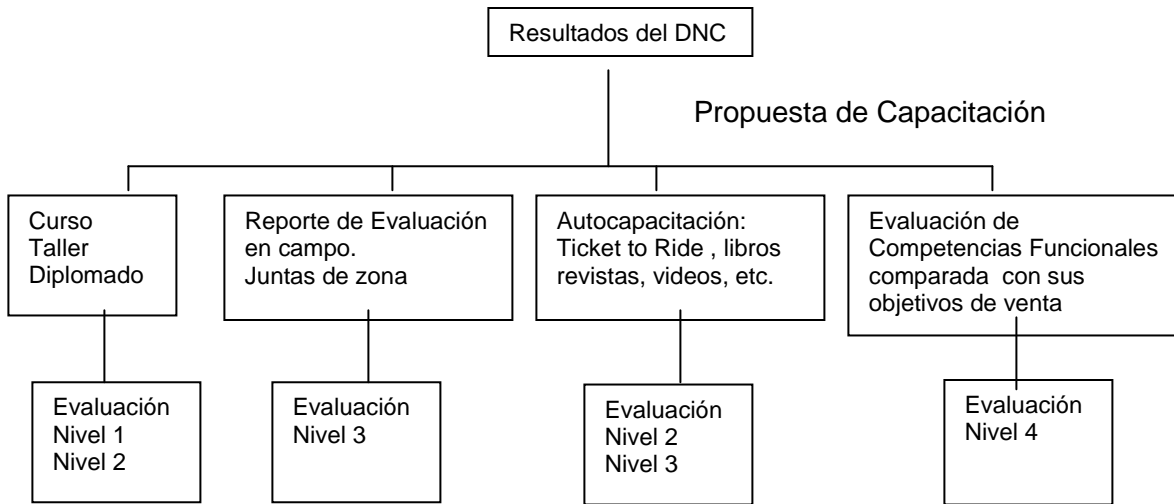 Resultados del DNC
Propuesta de Capacitación
Curso
Taller
Diplomado
Reporte de Evaluación
en campo.
Juntas de zona
Autocapacitación:
Ticket to Ride , libros
revistas, videos, etc.
Evaluación de
Competencias Funcionales
comparada  con sus
objetivos de venta
Evaluación
Nivel 1
Nivel 2
Evaluación
Nivel 3
Evaluación
Nivel 2
Nivel 3
Evaluación
Nivel 4